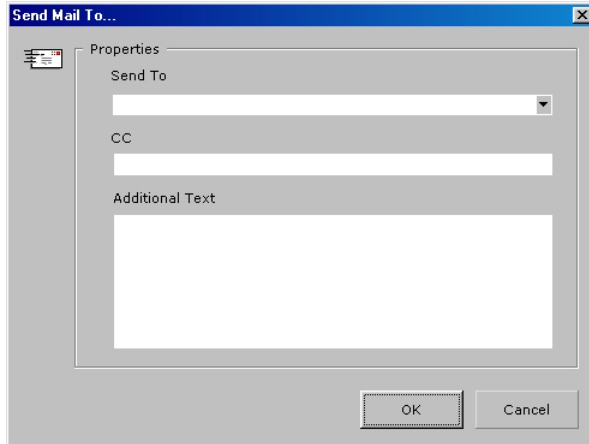 Send Mail To...
Properties
Send To
CC
Additional Text
OK
Cancel